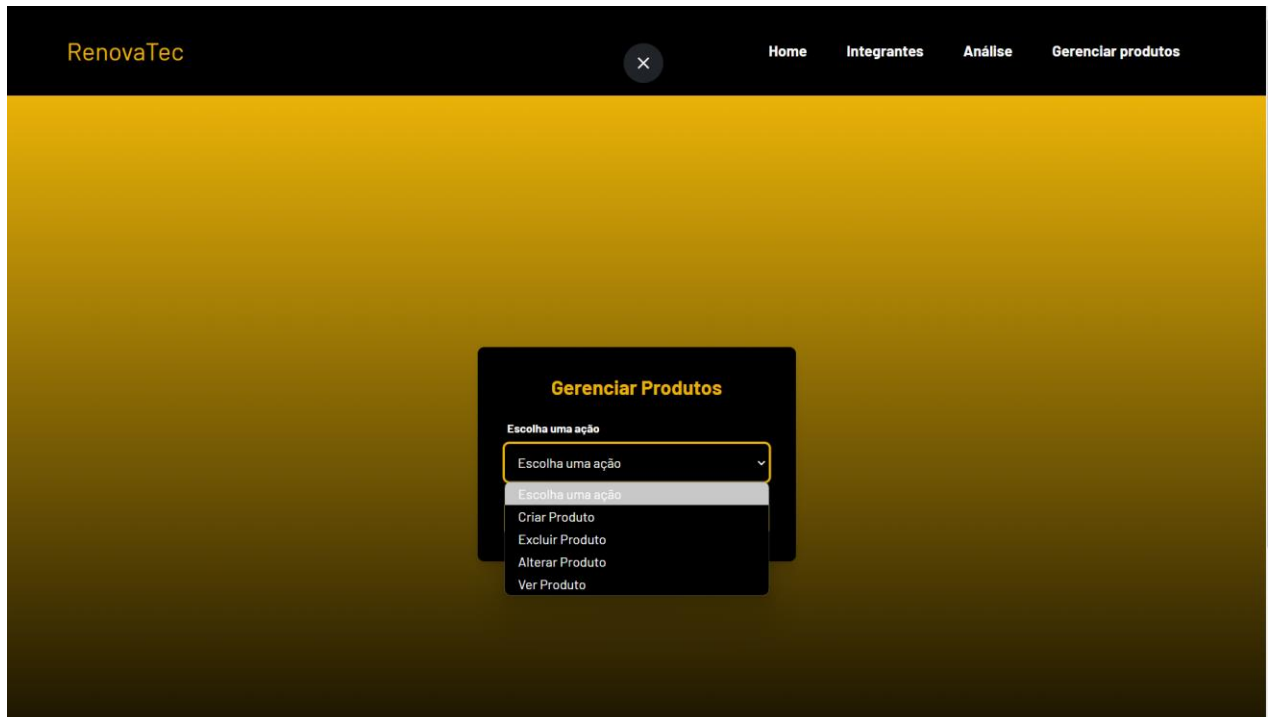 RenovaTec
Home Integrantes Análise Gerenciar produtos
Gerenciar Produtos
Escolha uma ação
Escolha uma ação
Escolha uma ação
Criar Produto
Excluir Produto
Alterar Produto
Ver Produto